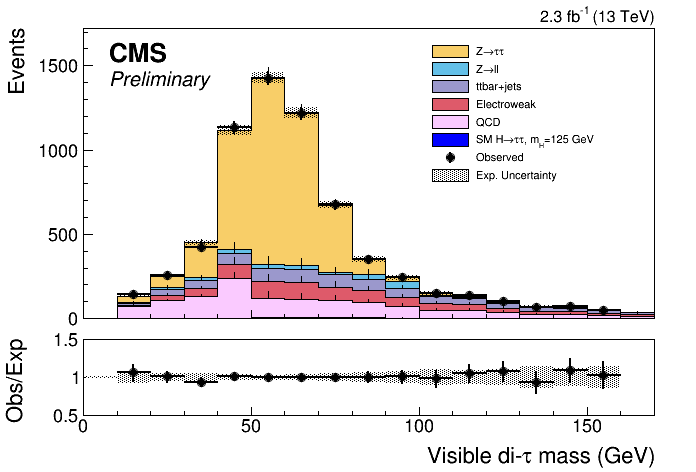 2.3 fb⁻¹ (13 TeV)
CMS
Preliminary
Events
1500
1000
500
0
Z→ττ
Z→ll
ttbar+jets
Electroweak
QCD
SM H→ττ, m_H=125 GeV
Observed
Exp. Uncertainty
Obs/Exp
1.5
1
0.5
0
50
100
150
Visible di-τ mass (GeV)